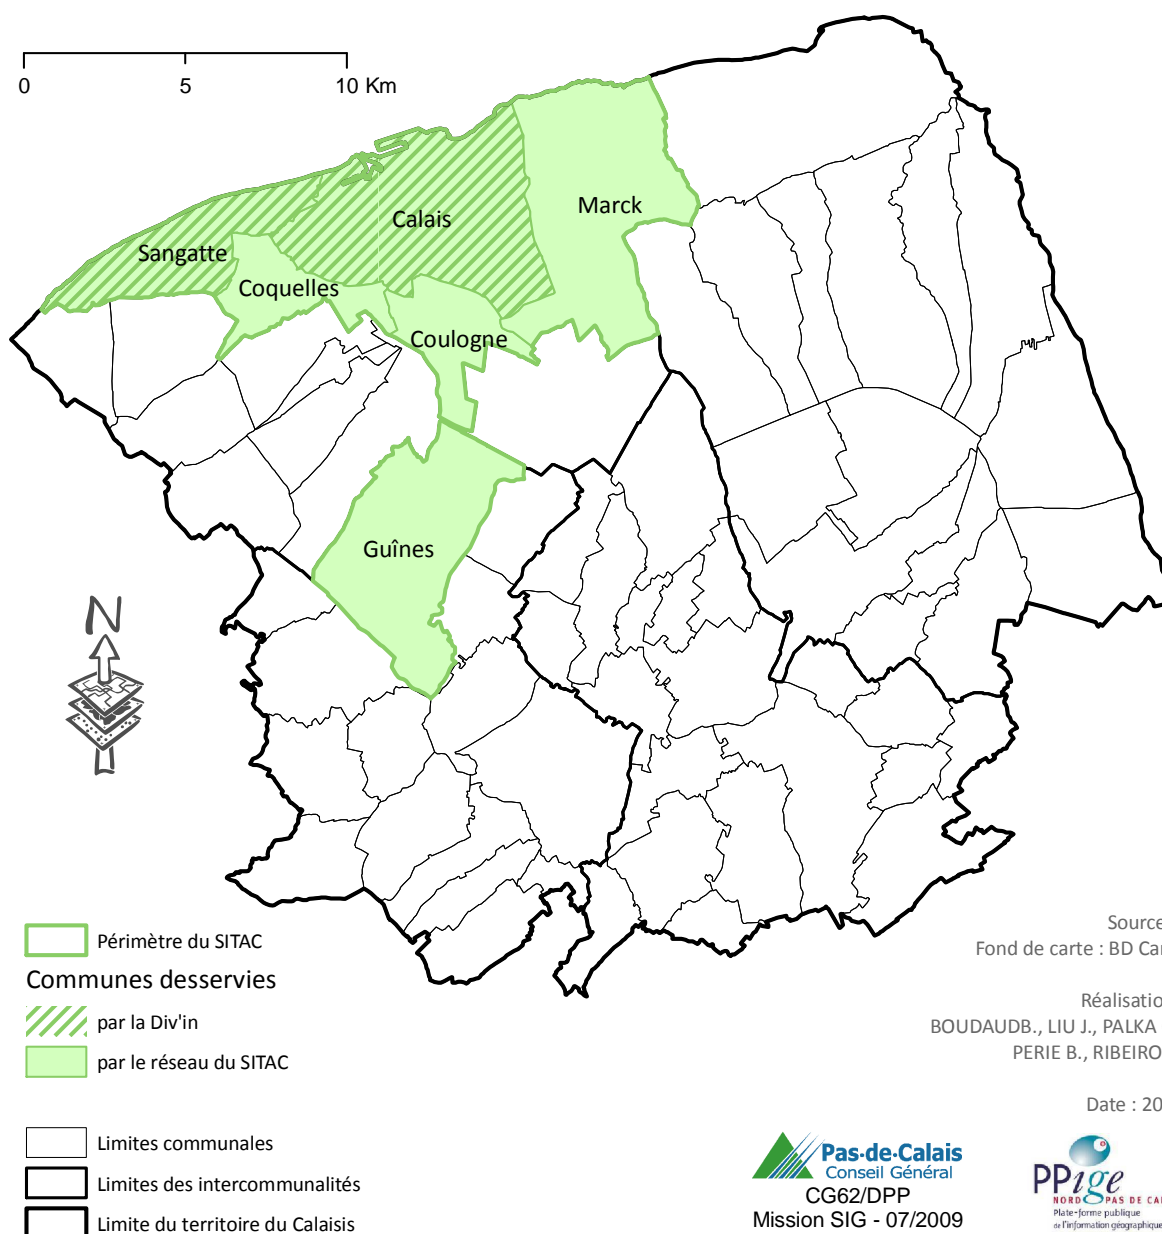 0 5 10 Km
Marck
Calais
Sangatte
Coquelles
Coulogne
Guînes
N
Périmètre du SITAC
Communes desservies
par la Div'in
par le réseau du SITAC
Limites communales
Limites des intercommunalités
Limite du territoire du Calaisis
Source
Fond de carte : BD Car
Réalisatio
BOUDAUDB., LIU J., PALKA
PERIE B., RIBEIRO
Date : 20
Pas-de-Calais
Conseil Général
CG62/DPP
Mission SIG - 07/2009
PPige
NORD PAS DE CAL
Plate-forme publique
de l'information géographique